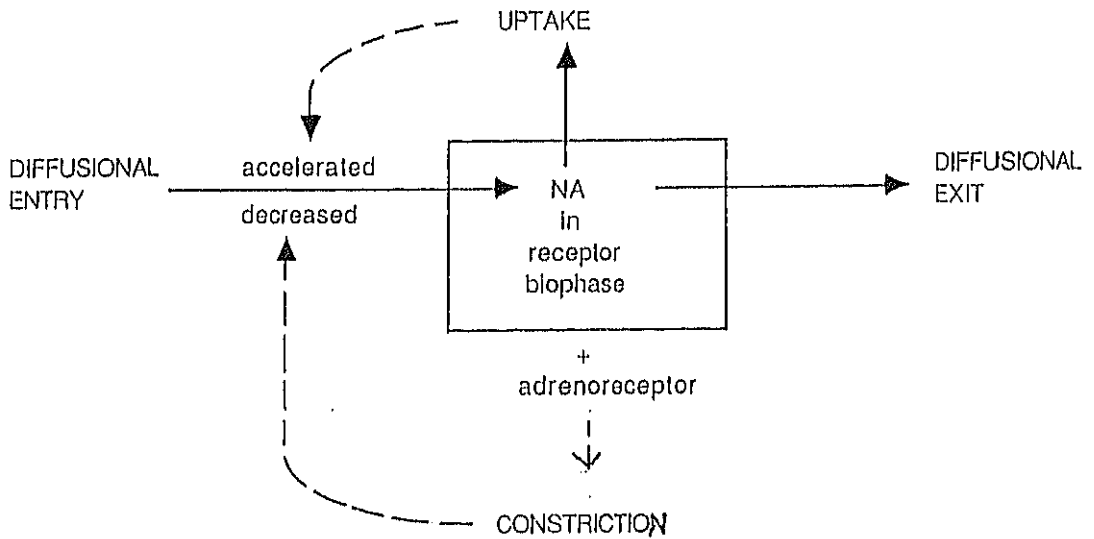 UPTAKE
DIFFUSIONAL
ENTRY
accelerated
decreased
NA
in
receptor
biophase
DIFFUSIONAL
EXIT
+
adrenoreceptor
CONSTRICTION